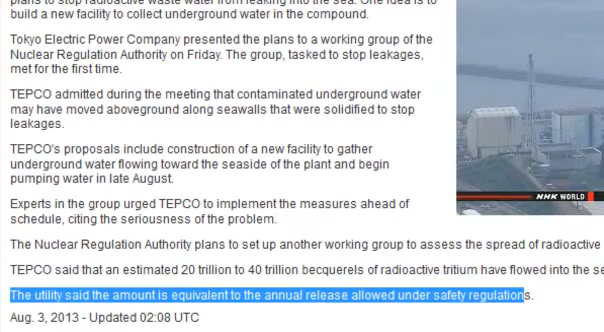 plans to stop radioactive waste water from leaking into the sea. One idea is to
build a new facility to collect underground water in the compound.
Tokyo Electric Power Company presented the plans to a working group of the
Nuclear Regulation Authority on Friday. The group, tasked to stop leakages,
met for the first time.
TEPCO admitted during the meeting that contaminated underground water
may have moved aboveground along seawalls that were solidified to stop
leakages.
TEPCO's proposals include construction of a new facility to gather
underground water flowing toward the seaside of the plant and begin
pumping water in late August.
Experts in the group urged TEPCO to implement the measures ahead of
schedule, citing the seriousness of the problem.
The Nuclear Regulation Authority plans to set up another working group to assess the spread of radioactive
TEPCO said that an estimated 20 trillion to 40 trillion becquerels of radioactive tritium have flowed into the se
The utility said the amount is equivalent to the annual release allowed under safety regulations.
Aug. 3, 2013 - Updated 02:08 UTC
NHK WORLD